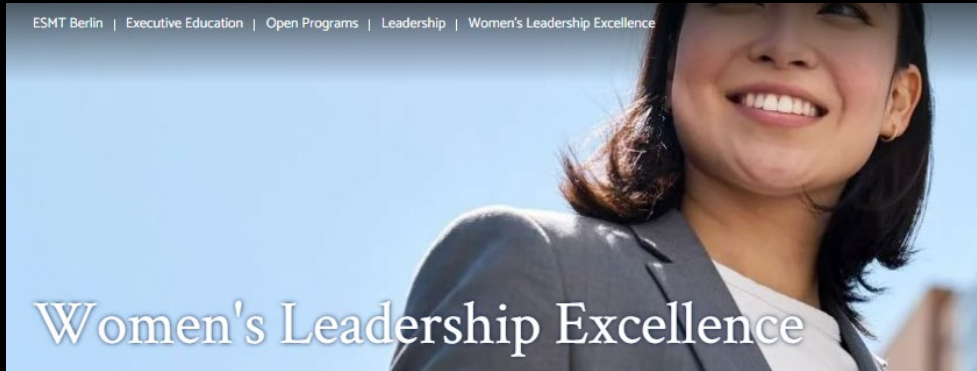 ESMT Berlin | Executive Education | Open Programs | Leadership | Women's Leadership Excellence
Women's Leadership Excellence